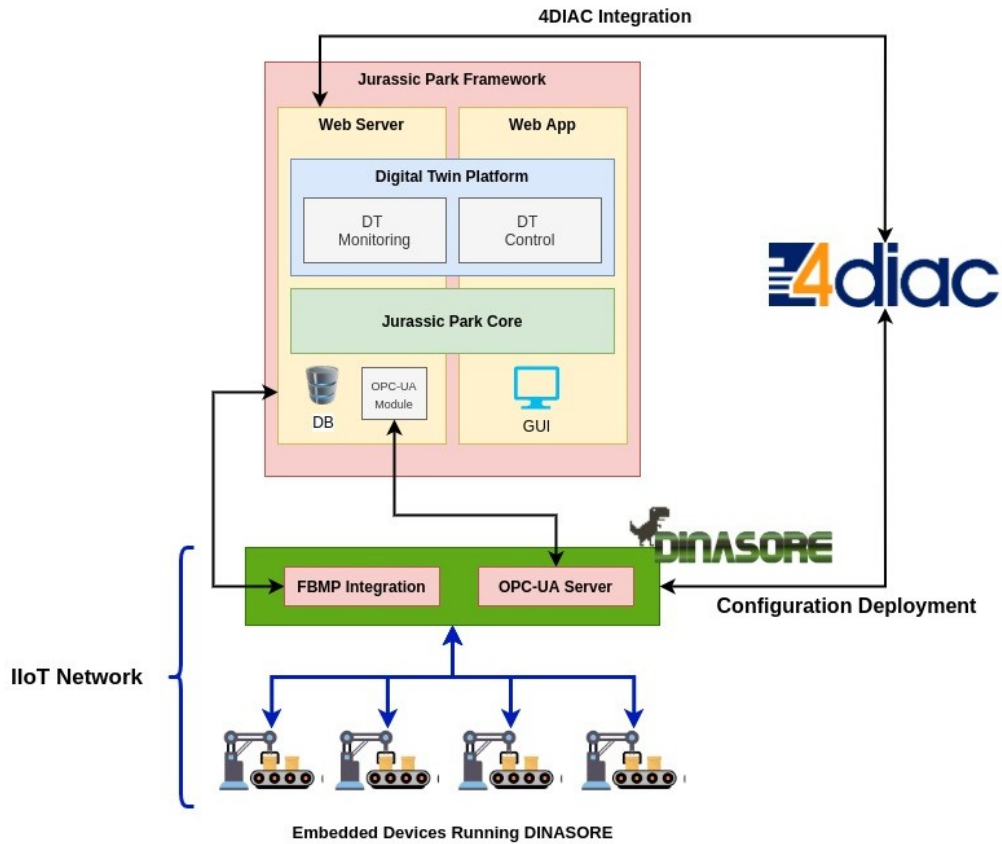 4DIAC Integration
Jurassic Park Framework
Web Server
Web App
Digital Twin Platform
DT
Monitoring
DT
Control
4diac
Jurassic Park Core
OPC-UA
Module
DB
GUI
DINASORE
FBMP Integration
OPC-UA Server
Configuration Deployment
IIoT Network
Embedded Devices Running DINASORE